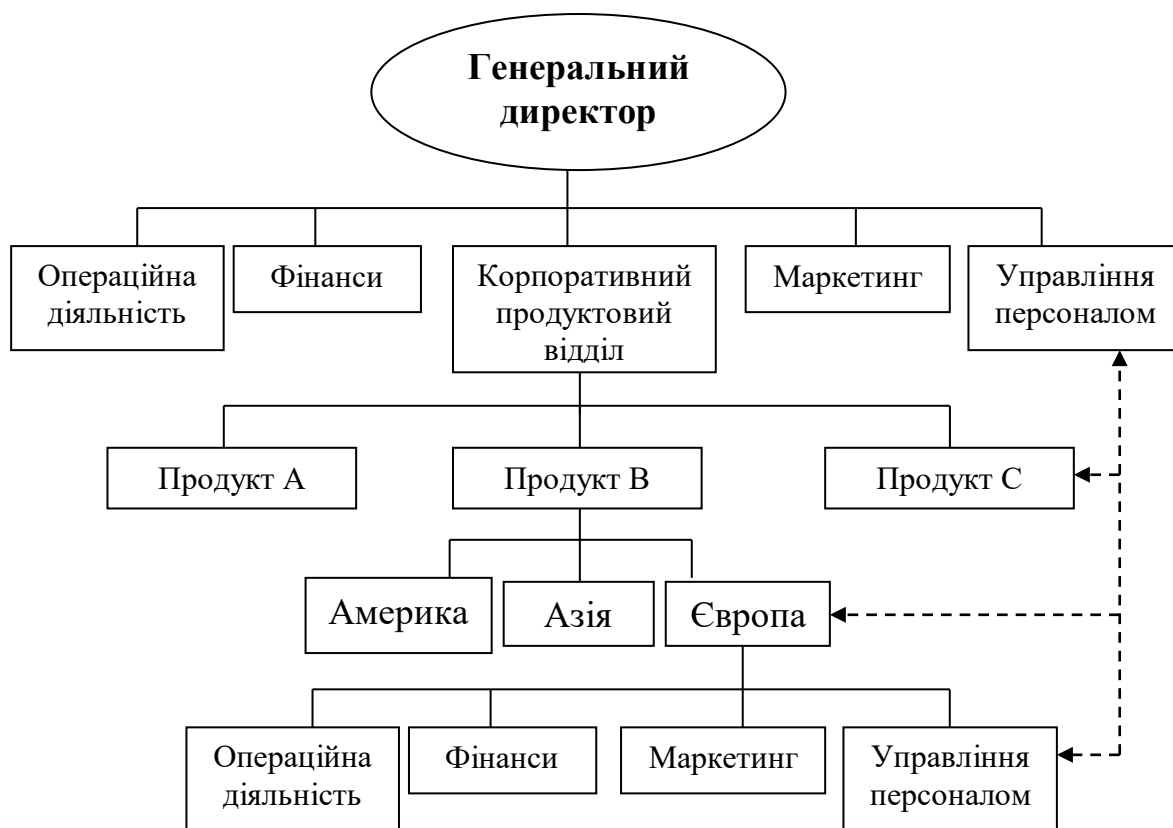 Генеральний
директор
Операційна
діяльність
Фінанси
Корпоративний
продуктовий
відділ
Маркетинг
Управління
персоналом
Продукт А
Продукт В
Продукт С
Америка
Азія
Європа
Операційна
діяльність
Фінанси
Маркетинг
Управління
персоналом